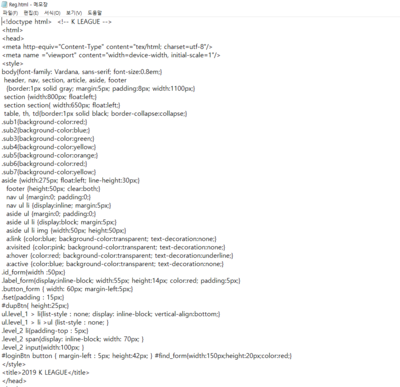 Reg.html - 메모장
파일(F) 편집(E) 서식(O) 보기(V) 도움말
<!doctype html> <!-- K LEAGUE -->
<html>
<head>
<meta http-equiv="Content-Type" content="tex/html; charset=utf-8"/>
<meta name ="viewport" content="width=device-width, initial-scale=1"/>
<style>
body{font-family: Vardana, sans-serif; font-size:0.8em;}
header, nav, section, article, aside, footer
{border:1px solid gray; margin:5px; padding:8px; width:1100px;}
section {width:800px; float:left;}
section section{ width:650px; float:left;}
table, th, td{border:1px solid black; border-collapse:collapse;}
.sub1{background-color:red;}
.sub2{background-color:blue;}
.sub3{background-color:green;}
.sub4{background-color:yellow;}
.sub5{background-color:orange;}
.sub6{background-color:red;}
.sub7{background-color:yellow;}
aside {width:275px; float:left; line-height:30px;}
footer {height:50px; clear:both;}
nav ul {margin:0; padding:0;}
nav ul li {display:inline; margin:5px;}
aside ul {margin:0; padding:0;}
aside ul li {display:block; margin:5px;}
aside ul li img {width:50px; height:50px;}
a:link {color:blue; background-color:transparent; text-decoration:none;}
a:visited {color:pink; background-color:transparent; text-decoration:none;}
a:hover {color:red; background-color:transparent; text-decoration:underline;}
a:active {color:blue; background-color:transparent; text-decoration:none;}
.id_form{width :50px;}
.label_form{display:inline-block; width:55px; height:14px; color:red; padding:5px;}
.button_form { width: 60px; margin-left:5px;}
.fset{padding : 15px;}
#dupBtn{ height:25px;}
ul.level_1 > li{list-style : none; display: inline-block; vertical-align:bottom;}
ul.level_1 > li >ul {list-style : none; }
.level_2 li{padding-top : 5px;}
.level_2 span{display: inline-block; width: 70px; }
.level_2 input{width:100px; }
#loginBtn button { margin-left : 5px; height:42px; } #find_form{width:150px;height:20px;color:red;}
</style>
<title>2019 K LEAGUE</title>
</head>